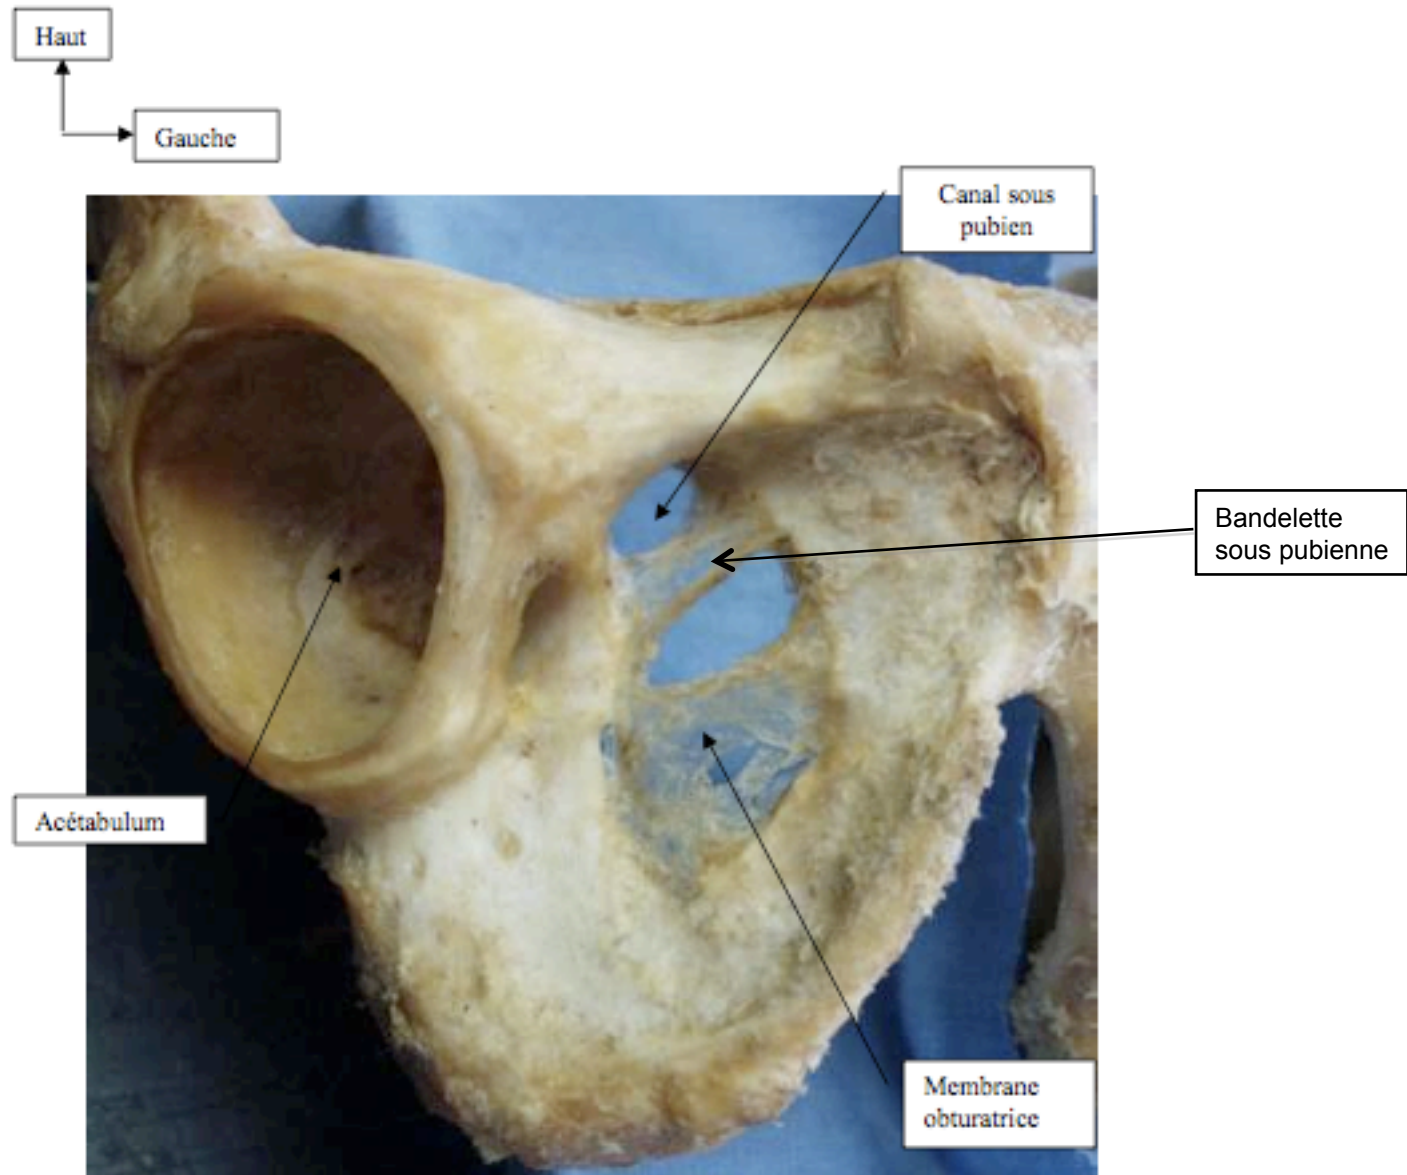 Haut
Gauche
Canal sous
pubien
Bandelette
sous pubienne
Acétabulum
Membrane
obturatrice